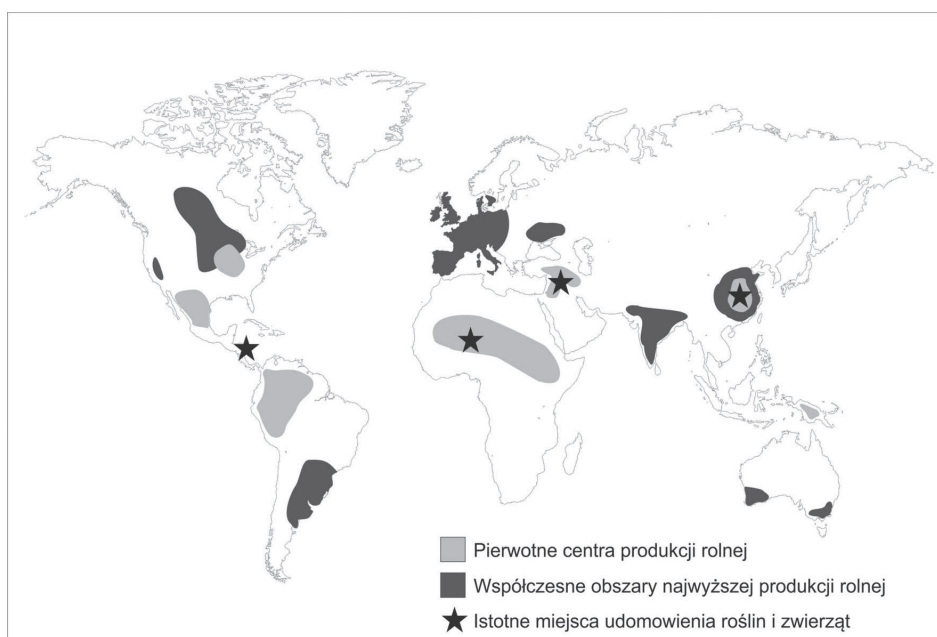 Pierwotne centra produkcji rolnej
Współczesne obszary najwyższej produkcji rolnej
Istotne miejsca udomowienia roślin i zwierząt